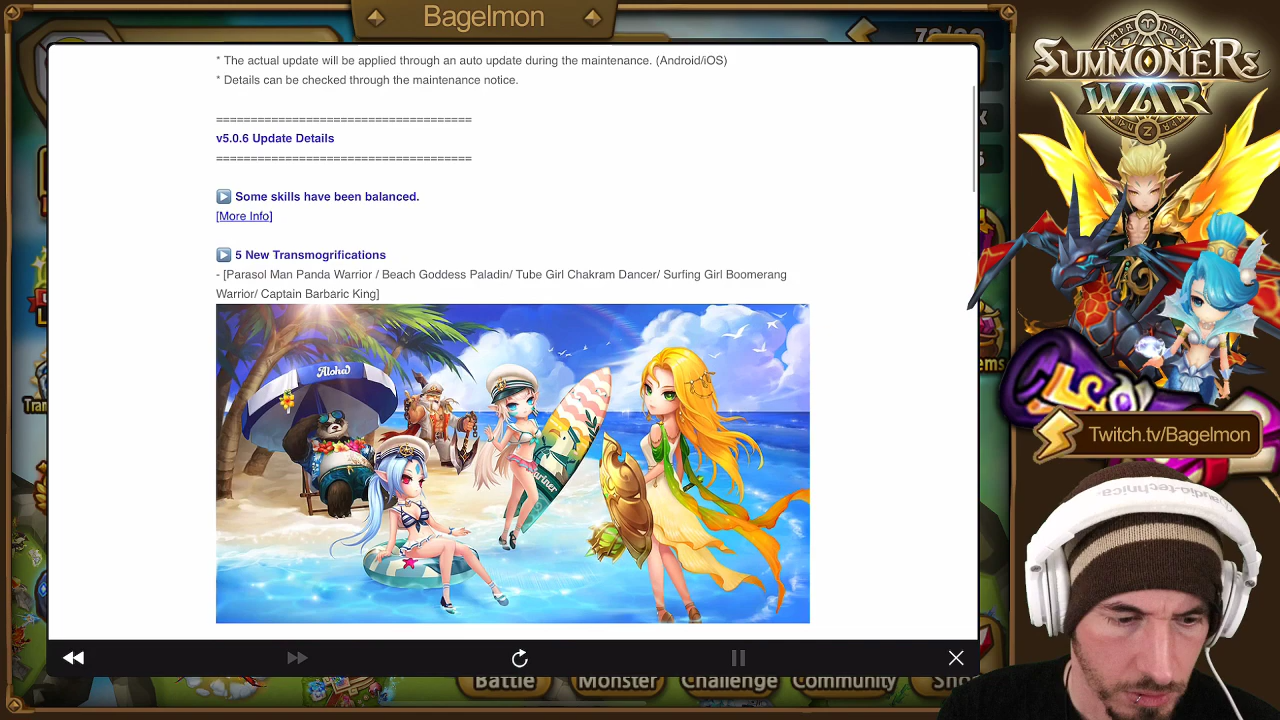 Bagelmon
* The actual update will be applied through an auto update during the maintenance. (Android/iOS)
* Details can be checked through the maintenance notice.
=====================================
v5.0.6 Update Details
=====================================
Some skills have been balanced.
[More Info]
5 New Transmogrifications
- [Parasol Man Panda Warrior / Beach Goddess Paladin/ Tube Girl Chakram Dancer/ Surfing Girl Boomerang
Warrior/ Captain Barbaric King]
Aloha
Battle
Monster
Challenge
Community
SUMMONERS
WAR
Twitch.tv/Bagelmon
audio-technica